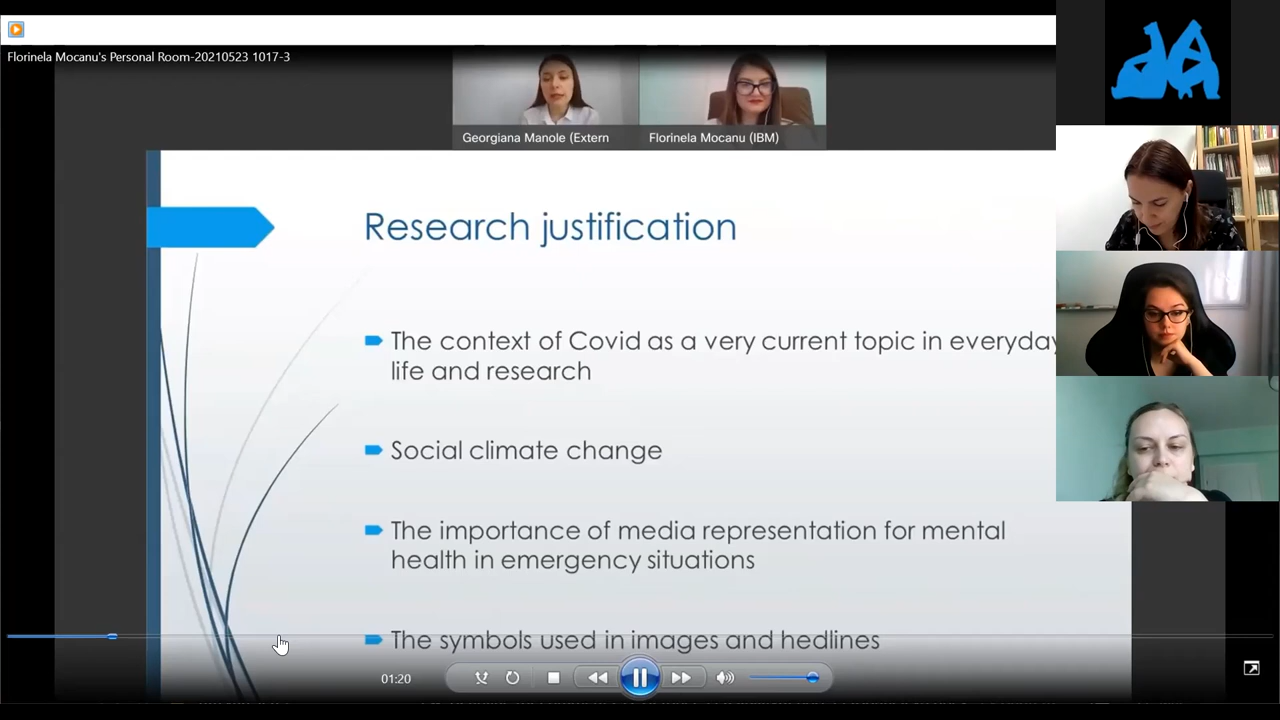 Florinela Mocanu's Personal Room-20210523 1017-3
Georgiana Manole (Extern
Florinela Mocanu (IBM)
Research justification
The context of Covid as a very current topic in everyday
life and research
Social climate change
The importance of media representation for mental
health in emergency situations
The symbols used in images and hedlines
01:20